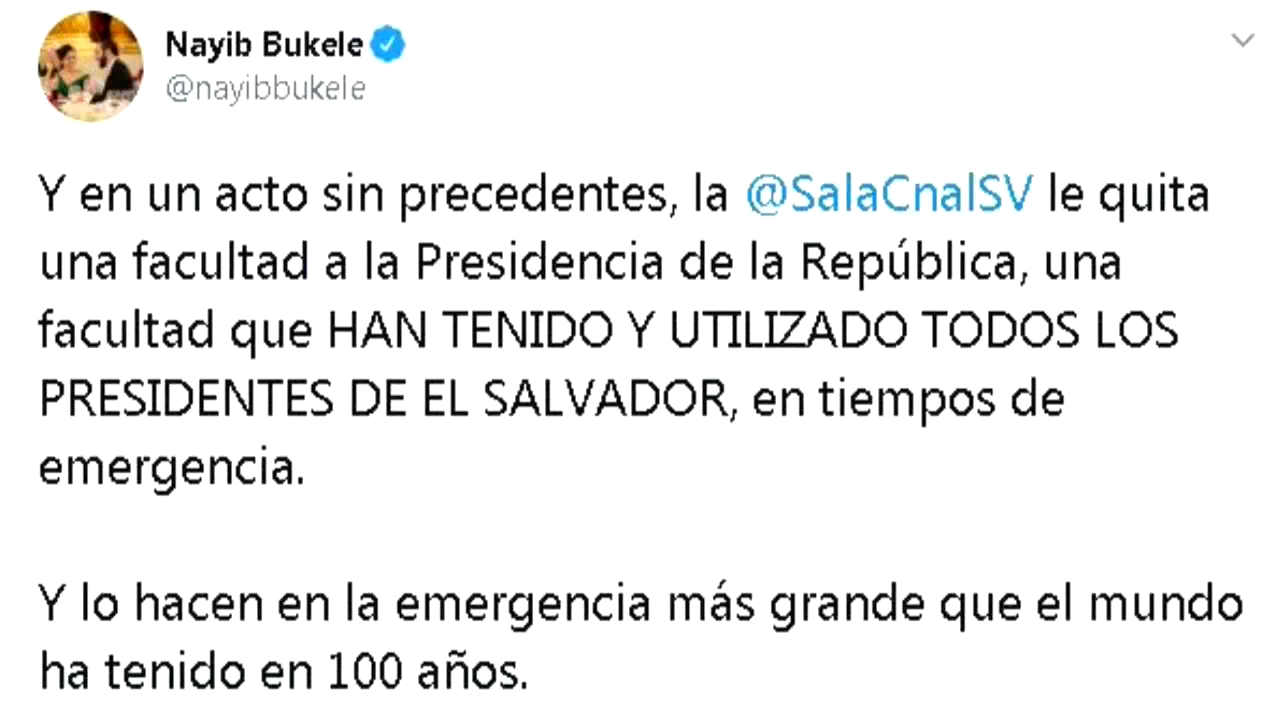 Nayib Bukele
@nayibbukele
Y en un acto sin precedentes, la @SalaCnalSV le quita
una facultad a la Presidencia de la República, una
facultad que HAN TENIDO Y UTILIZADO TODOS LOS
PRESIDENTES DE EL SALVADOR, en tiempos de
emergencia.
Y lo hacen en la emergencia más grande que el mundo
ha tenido en 100 años.